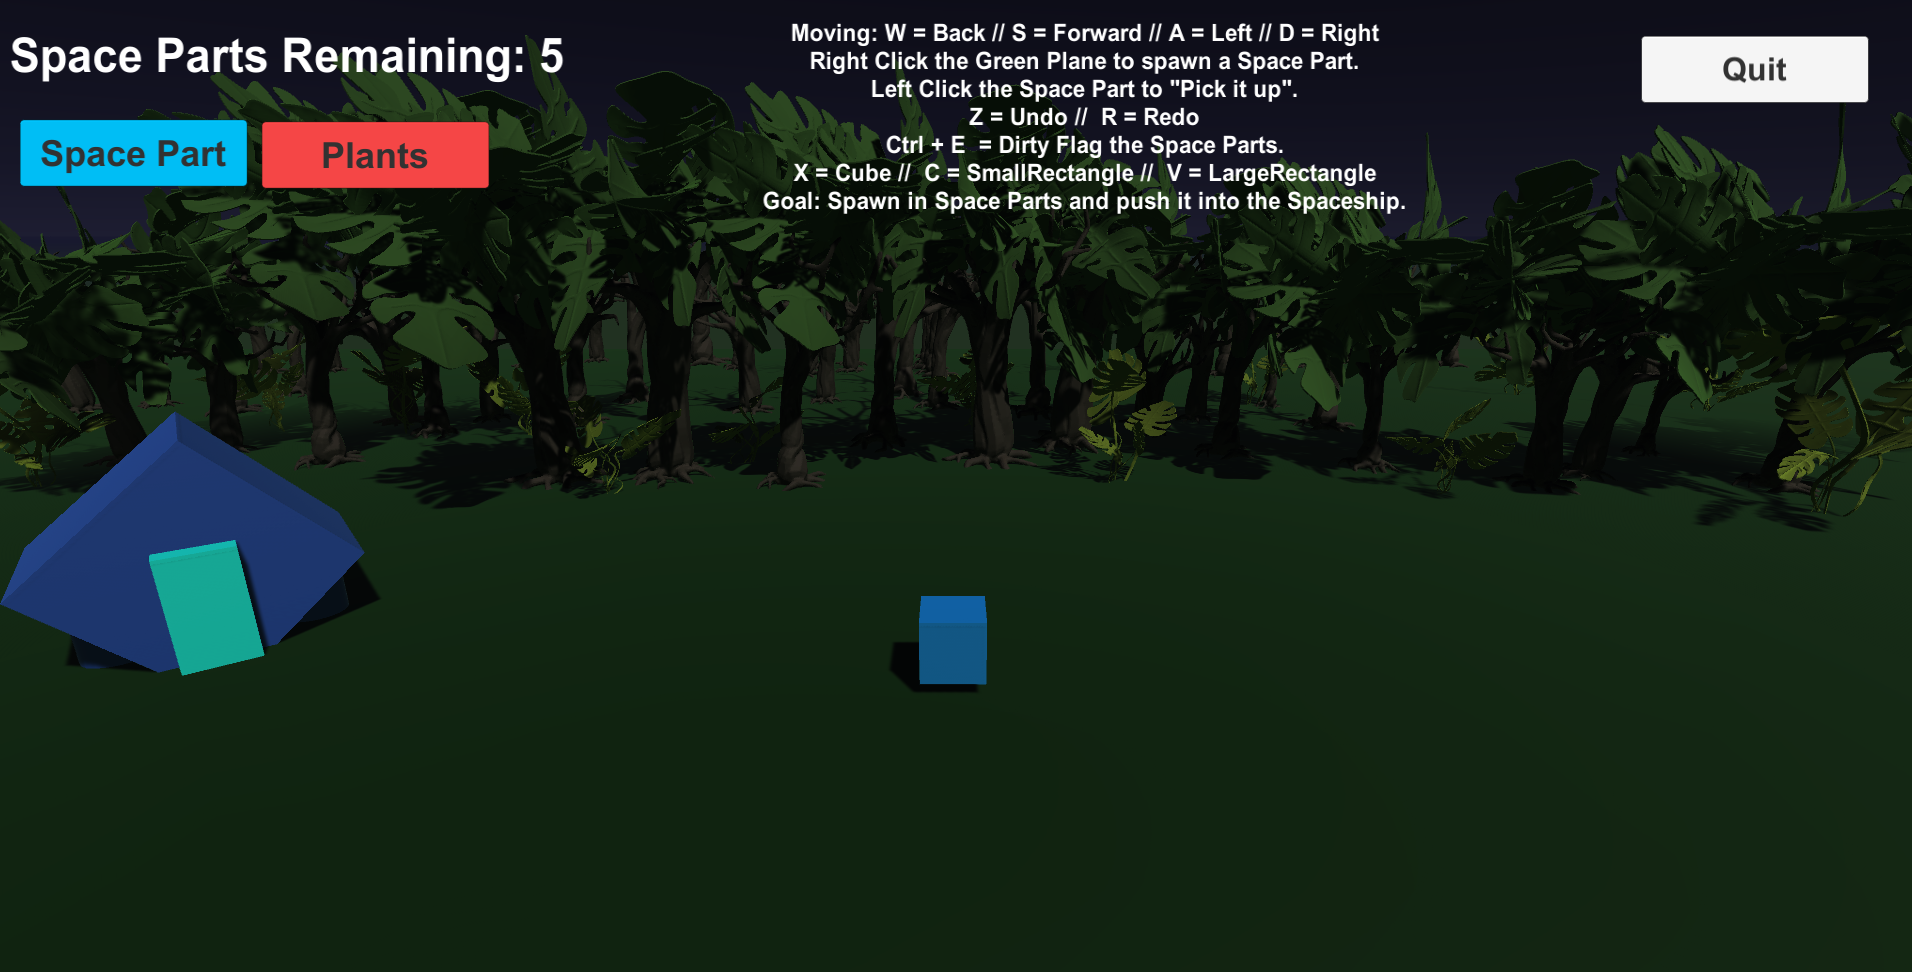 Space Parts Remaining: 5
Space Part
Plants
Moving: W = Back // S = Forward // A = Left // D = Right
Right Click the Green Plane to spawn a Space Part.
Left Click the Space Part to "Pick it up".
Z = Undo //  R = Redo
Ctrl + E  = Dirty Flag the Space Parts.
X = Cube //  C = SmallRectangle //  V = LargeRectangle
Goal: Spawn in Space Parts and push it into the Spaceship.
Quit